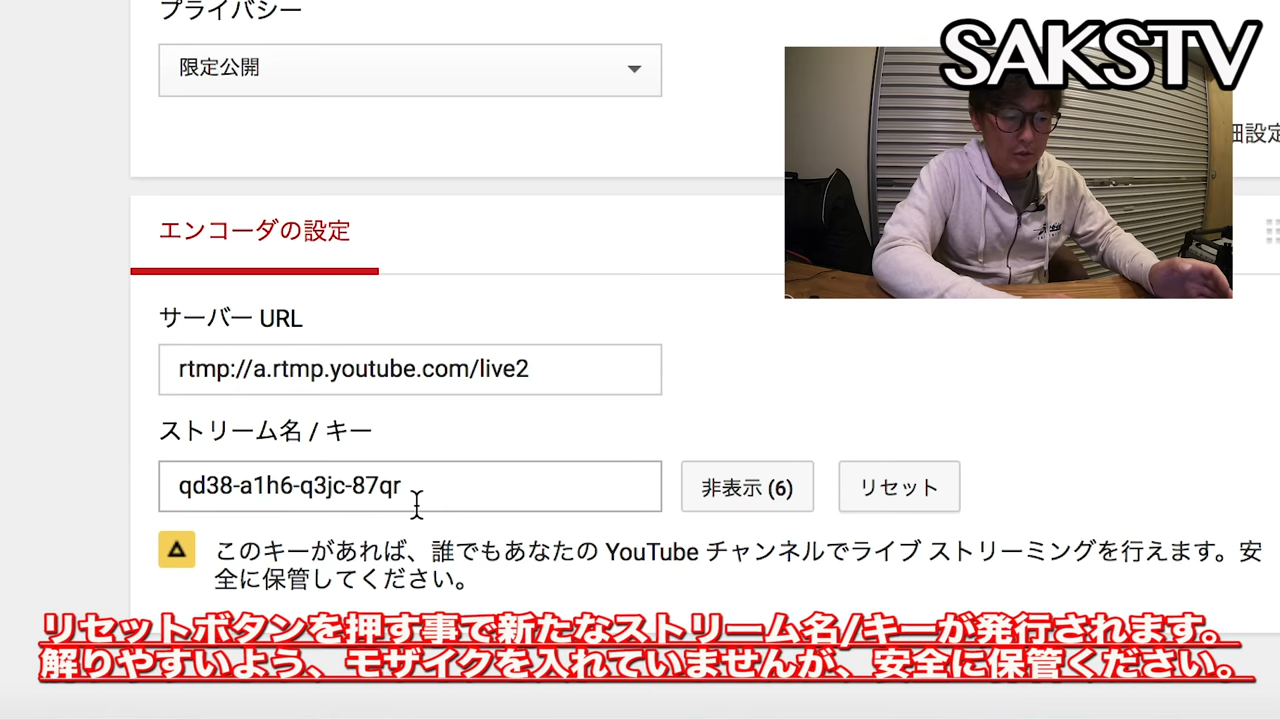 プライバシー
SAKSTV
限定公開
細設定
エンコーダの設定
サーバー URL
rtmp://a.rtmp.youtube.com/live2
ストリーム名 / キー
qd38-a1h6-q3jc-87qr
非表示 (6)
リセット
このキーがあれば、誰でもあなたの YouTube チャンネルでライブ ストリーミングを行えます。安
全に保管してください。
リセットボタンを押す事で新たなストリーム名/キーが発行されます。
解りやすいよう、モザイクを入れていませんが、安全に保管ください。